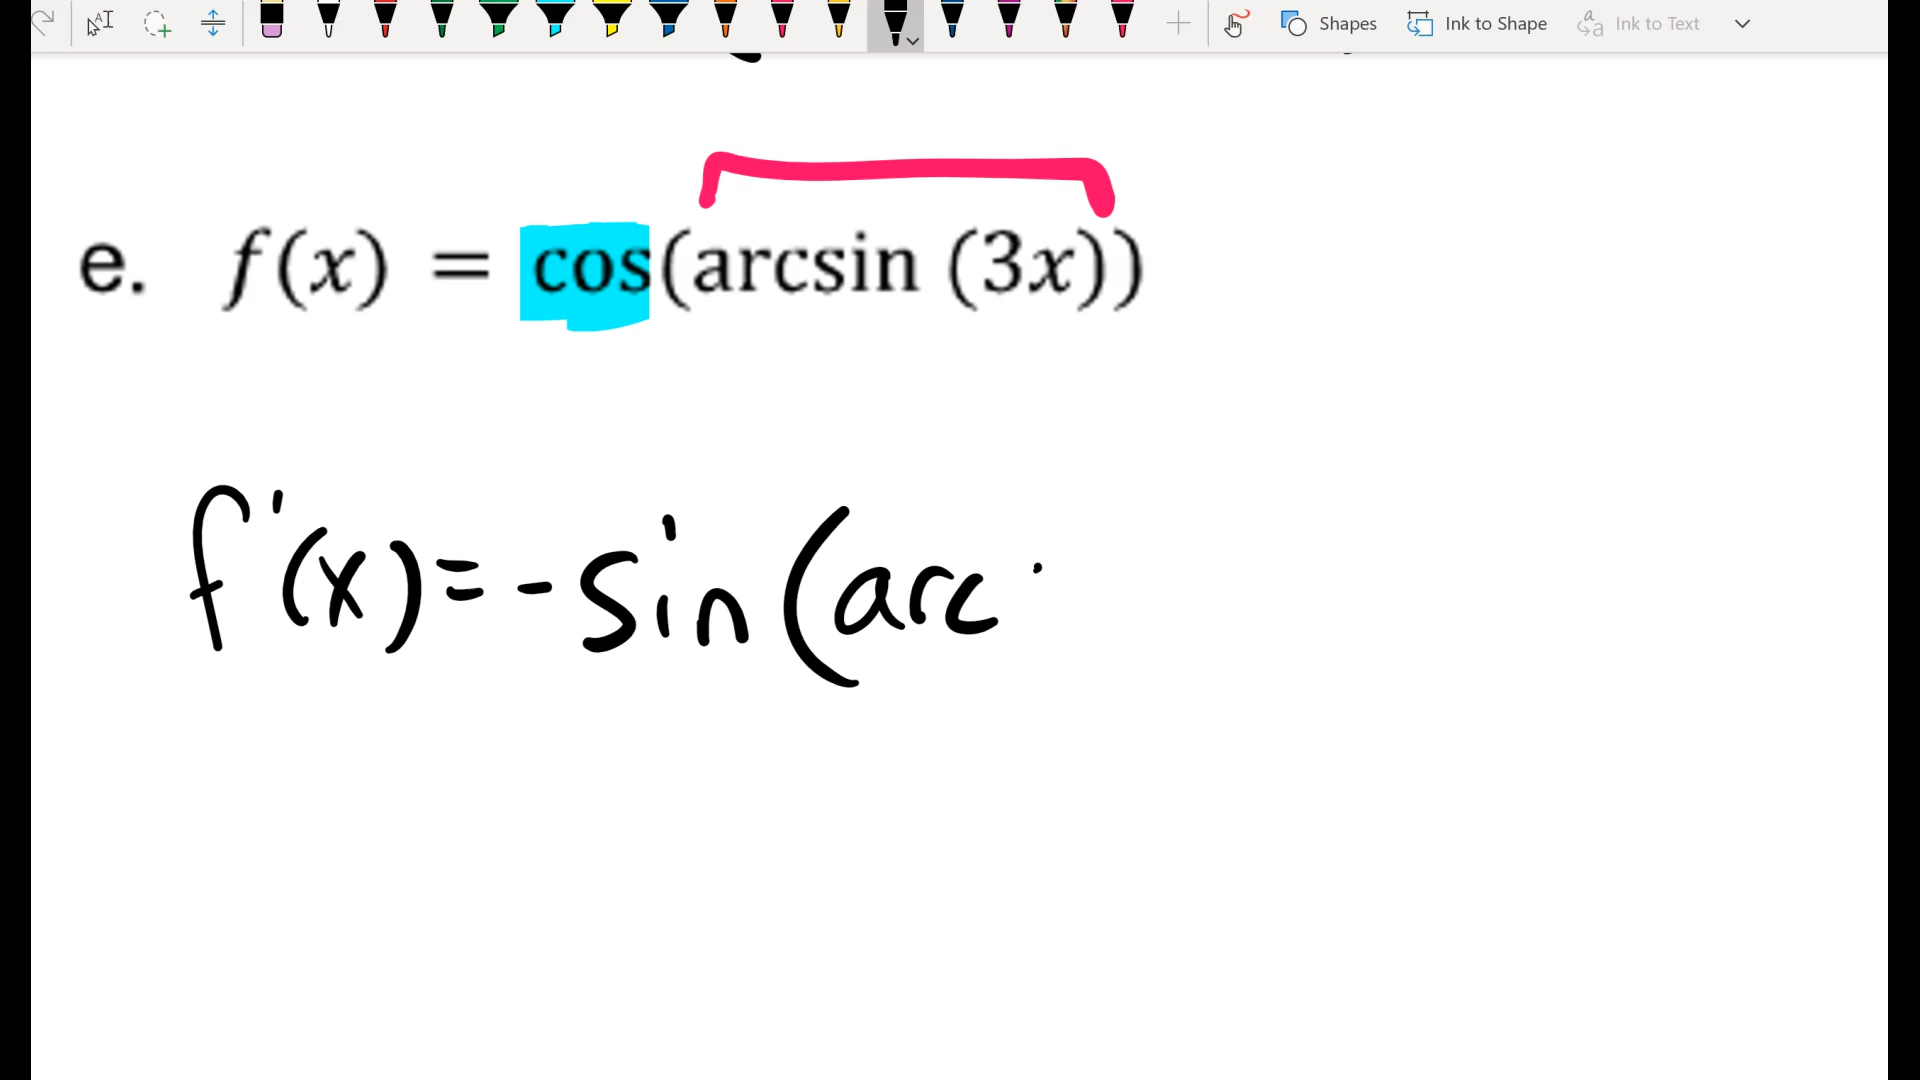 Shapes Ink to Shape Ink to Text
e. f(x) = cos(arcsin (3x))
f'(x)= -sin(arc